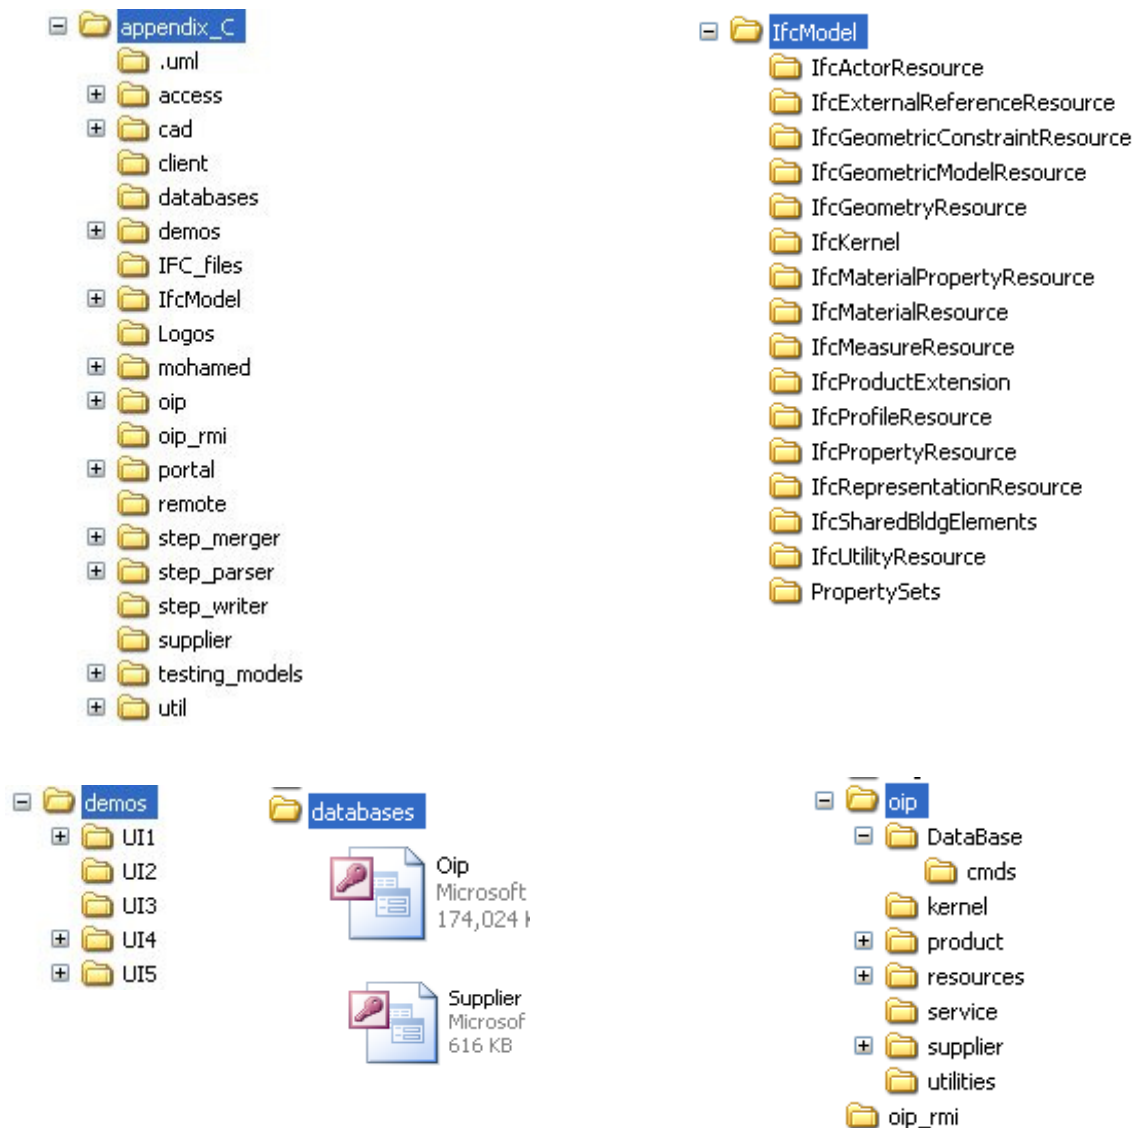 appendix_C
.uml
access
cad
client
databases
demos
IFC_files
IfcModel
Logos
mohamed
oip
oip_rmi
portal
remote
step_merger
step_parser
step_writer
supplier
testing_models
util
IfcModel
IfcActorResource
IfcExternalReferenceResource
IfcGeometricConstraintResource
IfcGeometricModelResource
IfcGeometryResource
IfcKernel
IfcMaterialPropertyResource
IfcMaterialResource
IfcMeasureResource
IfcProductExtension
IfcProfileResource
IfcPropertyResource
IfcRepresentationResource
IfcSharedBldgElements
IfcUtilityResource
PropertySets
demos
UI1
UI2
UI3
UI4
UI5
databases
Oip
Microsoft
174,024
Supplier
Microsof
616 KB
oip
DataBase
cmds
kernel
product
resources
service
supplier
utilities
oip_rmi